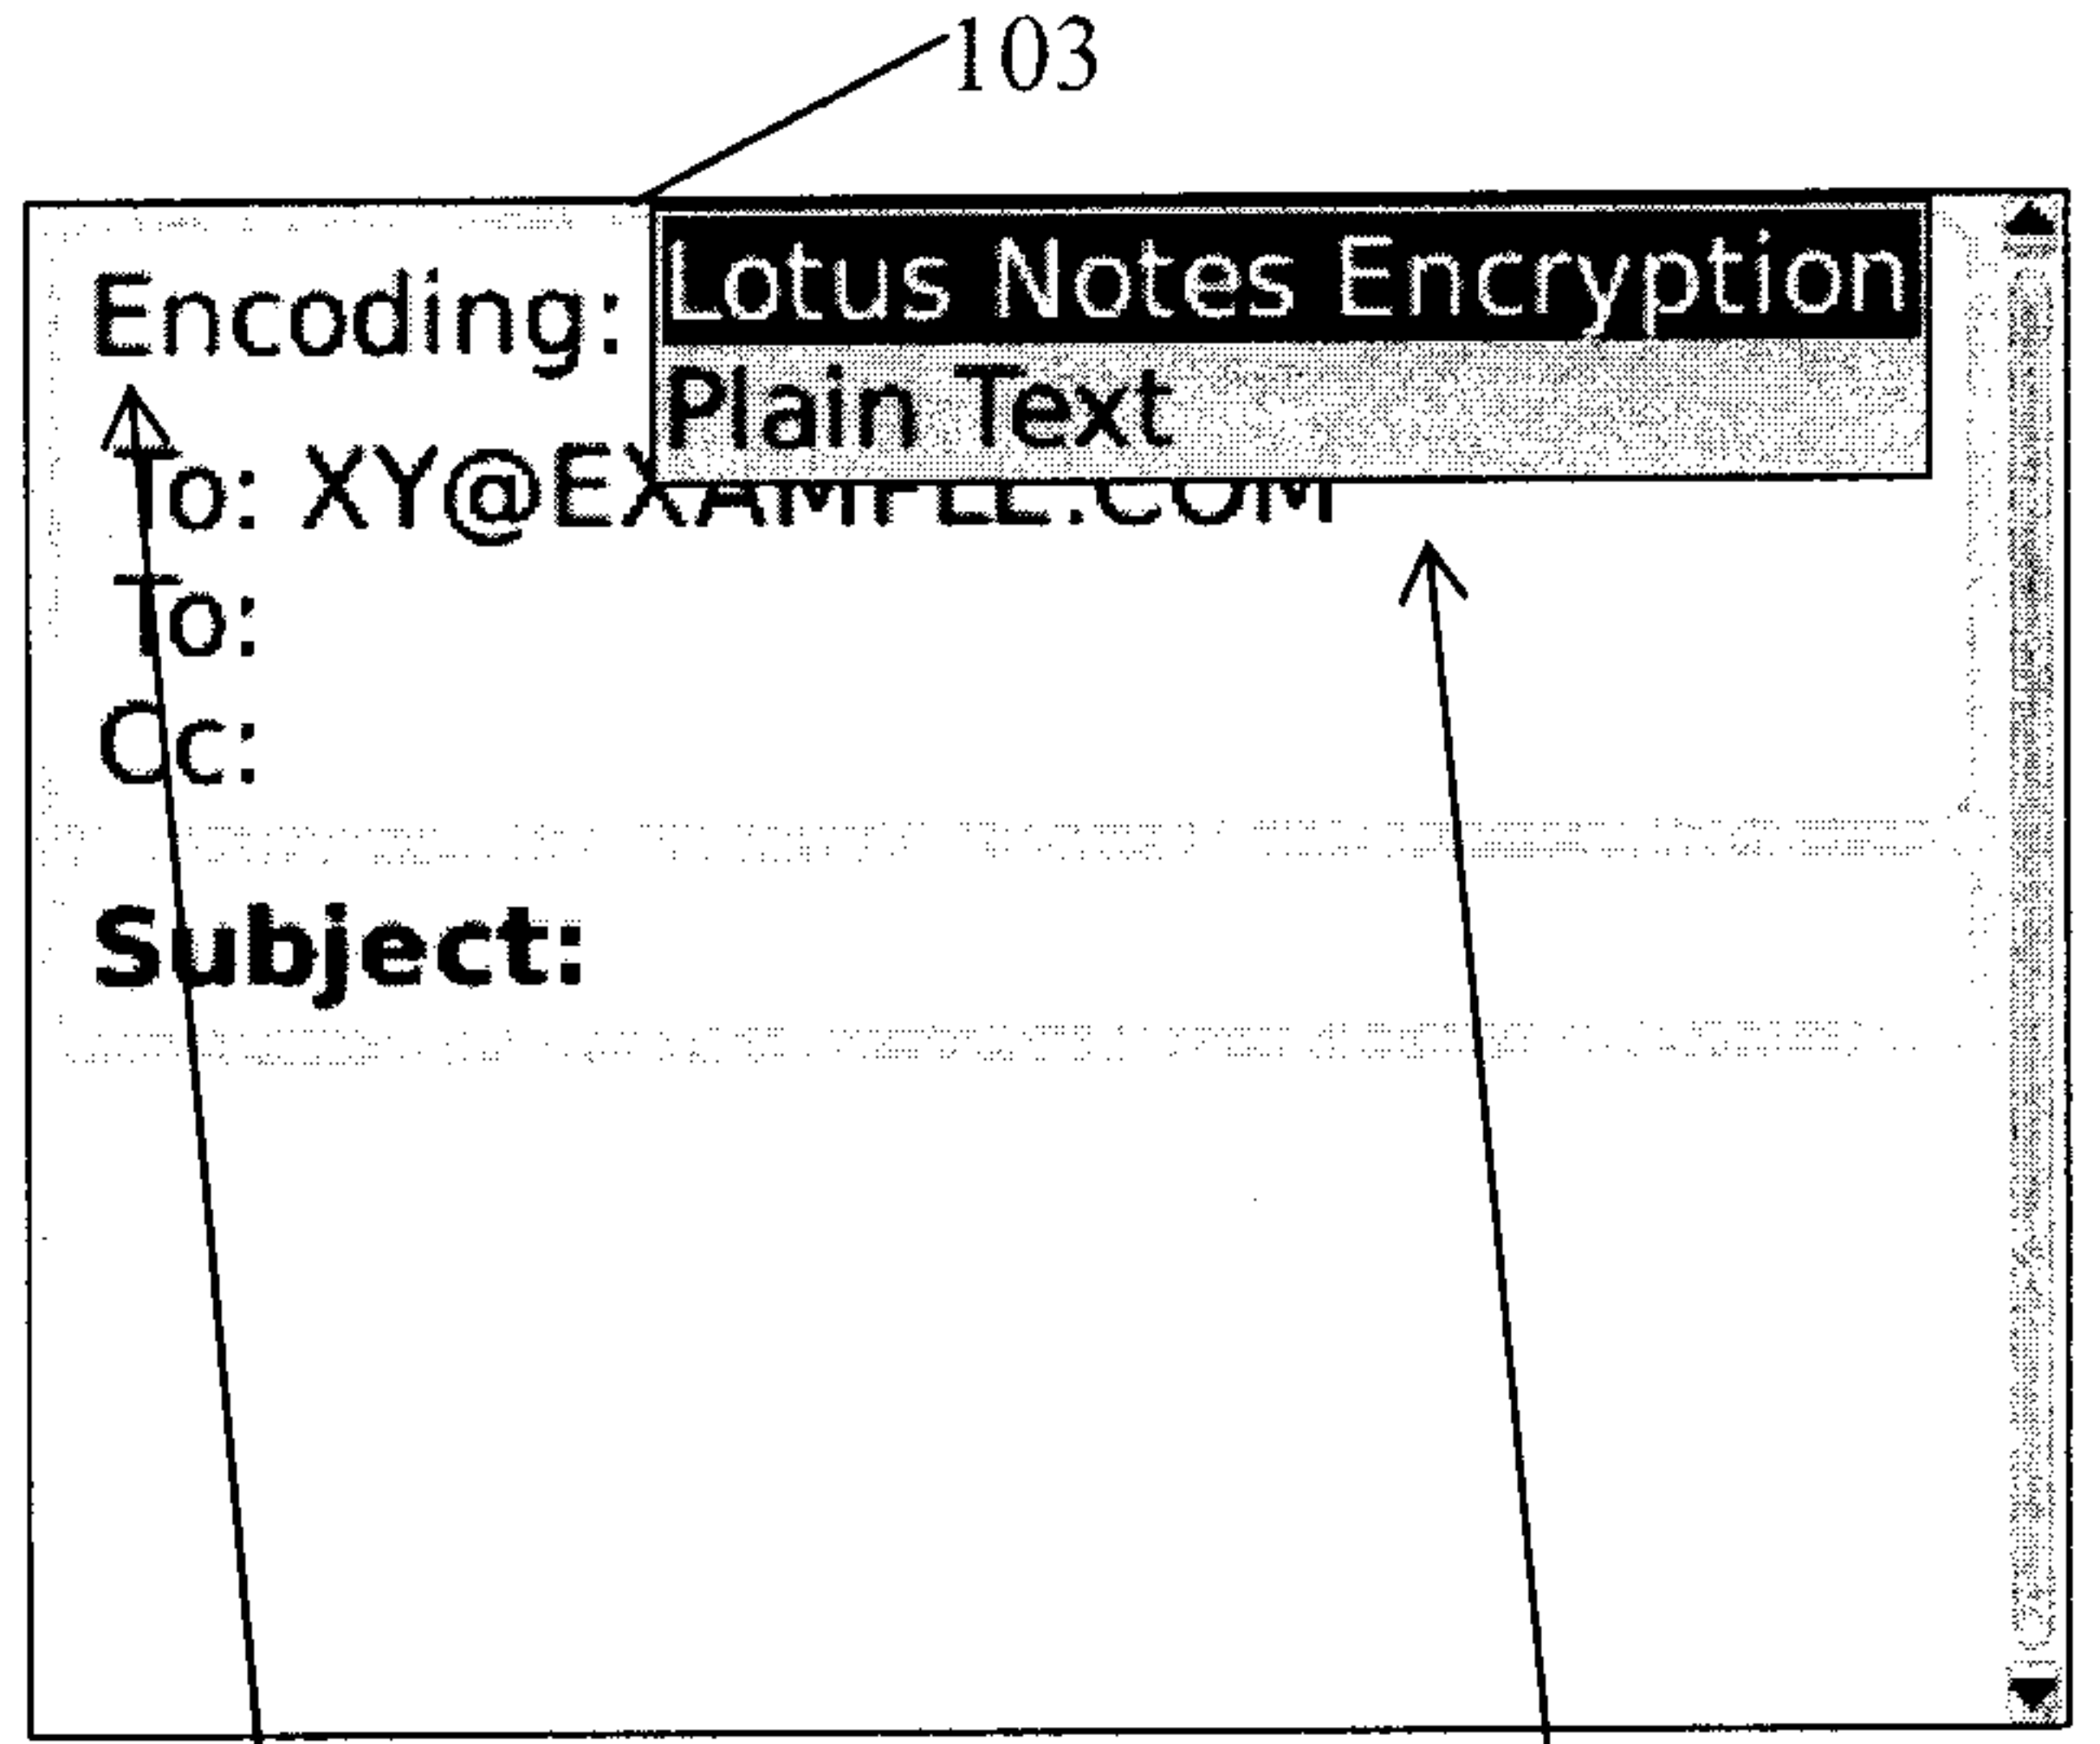 103
Encoding: Lotus Notes Encryption
Plain Text
To: XY@EXAMPLE.COM
To:
Cc:
Subject: